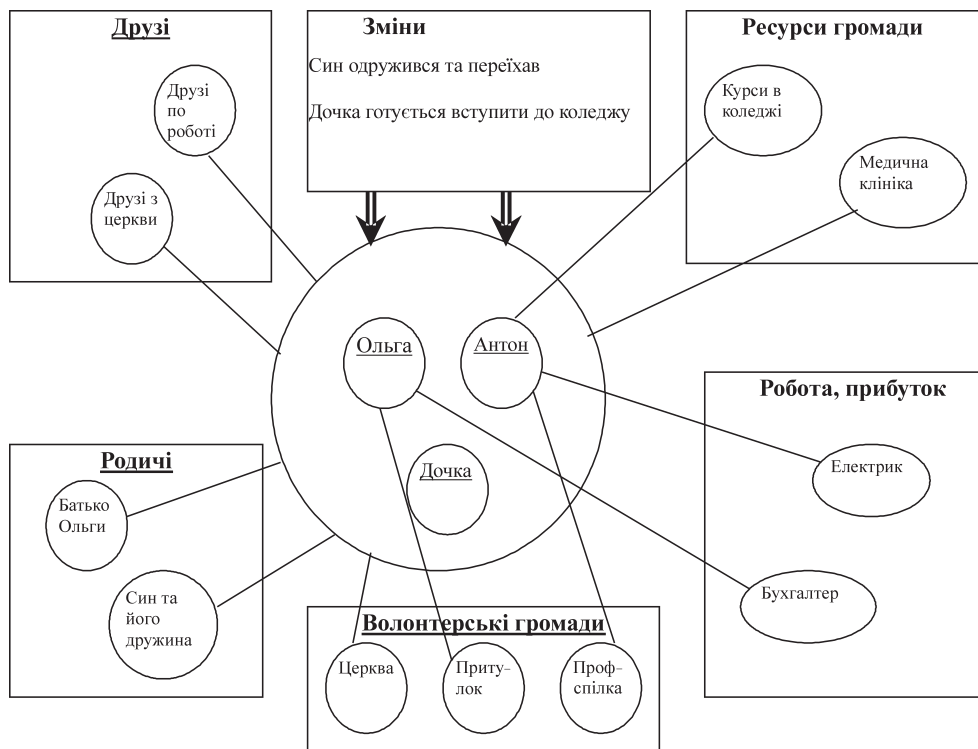 Друзі
Друзі
по
роботі
Друзі з
церкви
Зміни
Син одружився та переїхав
Дочка готується вступити до коледжу
Ресурси громади
Курси в
коледжі
Медична
клініка
Ольга
Антон
Дочка
Робота, прибуток
Електрик
Бухгалтер
Родичі
Батько
Ольги
Син та
його
дружина
Волонтерські громади
Церква
Приту–
лок
Проф-
спілка